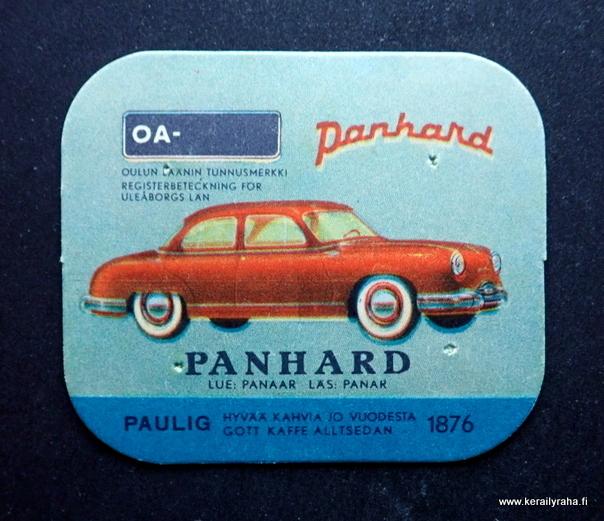 OA-
Panhard
OULUN LÄÄNIN TUNNUSMERKKI
REGISTERBETECKNING FÖR
ULEÅBORGS LÄN
PANHARD
LUE: PANAAR LÄS: PANAR
PAULIG HYVÄÄ KAHVIA JO VUODESTA 1876
GOTT KAFFE ALLTSEDAN
www.kerailyraha.fi